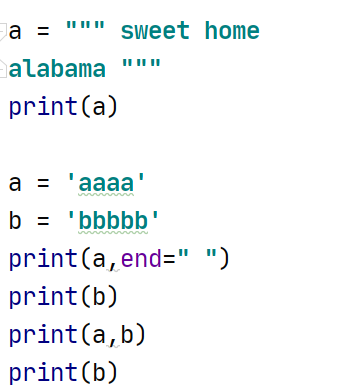 a = """ sweet home
alabama """
print(a)
a = 'aaaa'
b = 'bbbbb'
print(a,end=" ")
print(b)
print(a,b)
print(b)